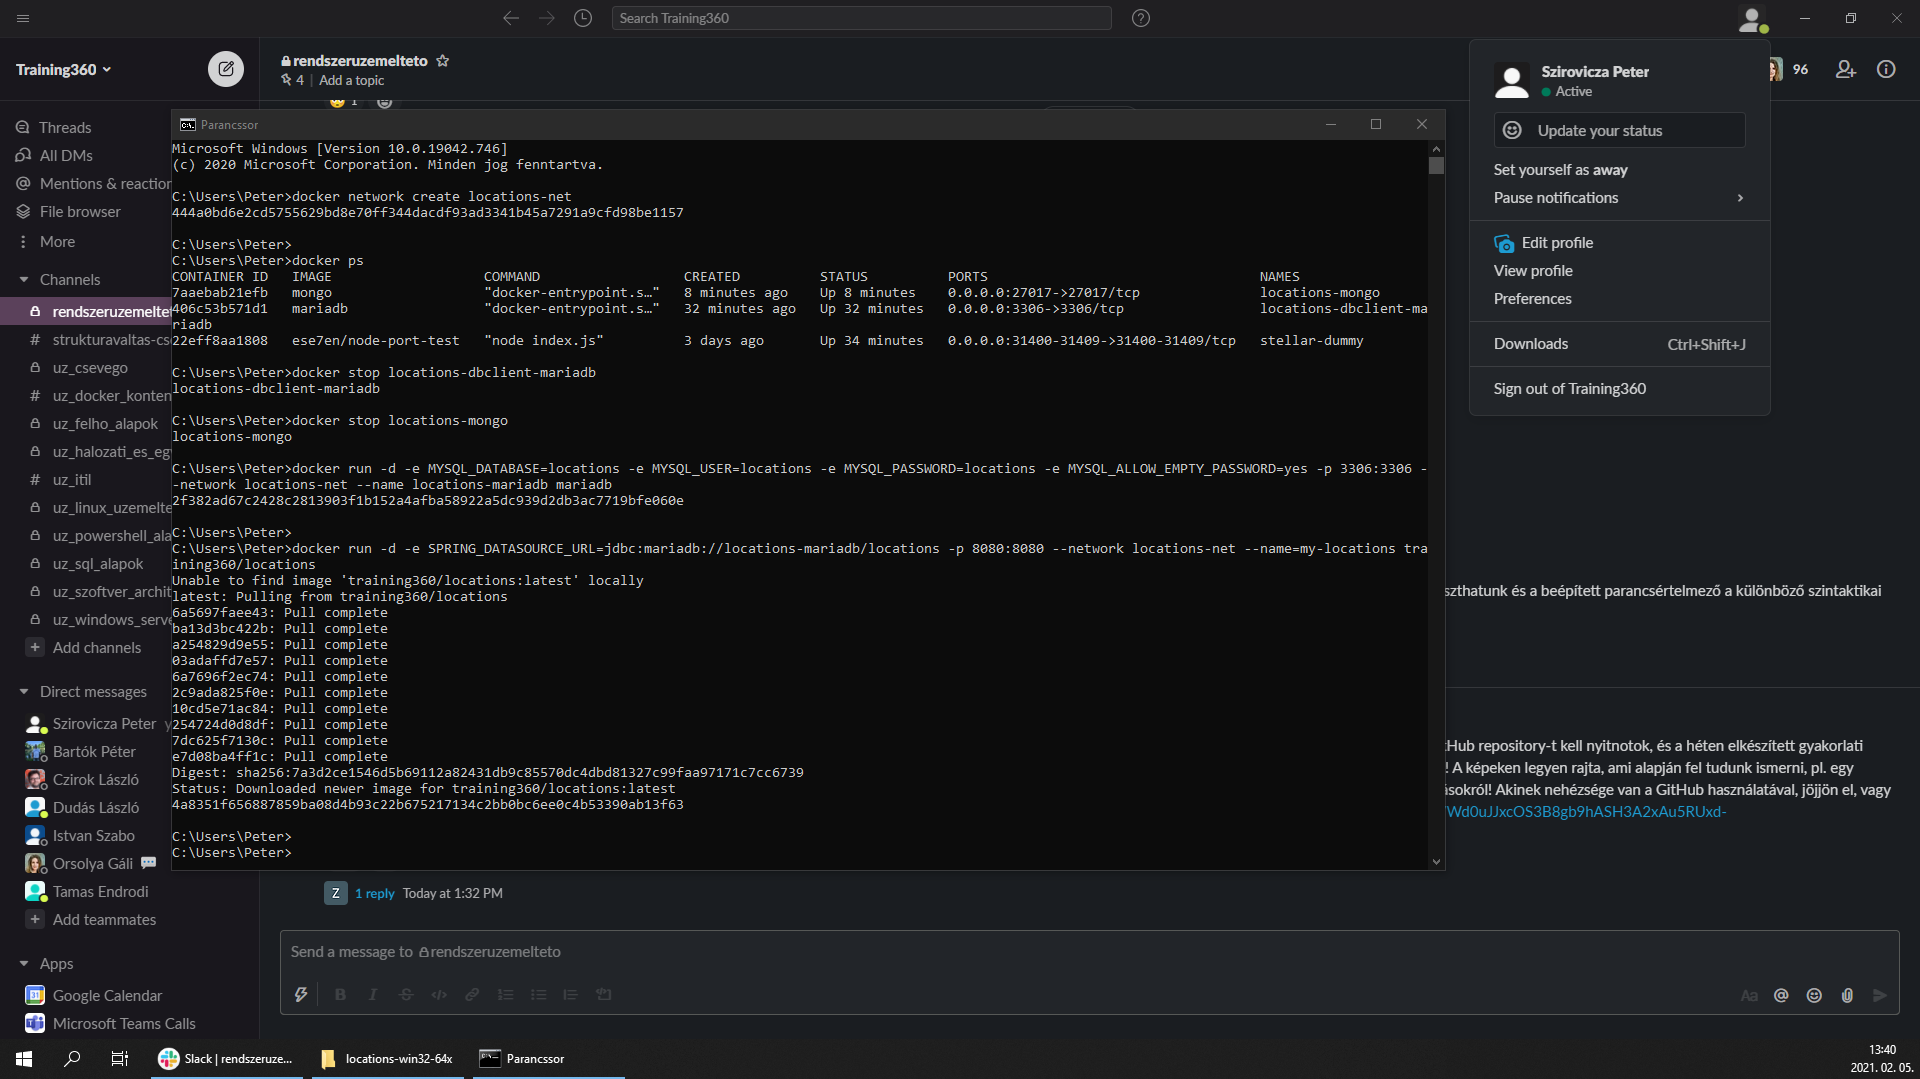 Search Training360
Training360
rendszeruzemelteto
4 | Add a topic
1
96
Szirovicza Peter
Active
Update your status
Set yourself as away
Pause notifications
Edit profile
View profile
Preferences
Downloads Ctrl+Shift+J
Sign out of Training360
Threads
All DMs
Mentions & reaction
File browser
More
Channels
rendszeruzemeltet
strukturavaltas-cs
uz_csevego
uz_docker_konten
uz_felho_alapok
uz_halozati_es_eg
uz_itil
uz_linux_uzemelte
uz_powershell_ala
uz_sql_alapok
uz_szoftver_archit
uz_windows_serve
Add channels
Direct messages
Szirovicza Peter y
Bartók Péter
Czirok László
Dudás László
Istvan Szabo
Orsolya Gáli
Tamas Endrodi
Add teammates
Apps
Google Calendar
Microsoft Teams Calls
Parancssor
Microsoft Windows [Version 10.0.19042.746]
(c) 2020 Microsoft Corporation. Minden jog fenntartva.
C:\Users\Peter>docker network create locations-net
444a0bd6e2cd5755629bd8e70ff344dacdf93ad3341b45a7291a9cfd98be1157
C:\Users\Peter>
C:\Users\Peter>docker ps
CONTAINER ID IMAGE COMMAND CREATED STATUS PORTS NAMES
7aaebab21efb mongo "docker-entrypoint.s…" 8 minutes ago Up 8 minutes 0.0.0.0:27017->27017/tcp locations-mongo
406c53b571d1 mariadb "docker-entrypoint.s…" 32 minutes ago Up 32 minutes 0.0.0.0:3306->3306/tcp locations-dbclient-ma
riadb
22eff8aa1808 ese7en/node-port-test "node index.js" 3 days ago Up 34 minutes 0.0.0.0:31400-31409->31400-31409/tcp stellar-dummy
C:\Users\Peter>docker stop locations-dbclient-mariadb
locations-dbclient-mariadb
C:\Users\Peter>docker stop locations-mongo
locations-mongo
C:\Users\Peter>docker run -d -e MYSQL_DATABASE=locations -e MYSQL_USER=locations -e MYSQL_PASSWORD=locations -e MYSQL_ALLOW_EMPTY_PASSWORD=yes -p 3306:3306 -
-network locations-net --name locations-mariadb mariadb
2f382ad67c2428c2813903f1b152a4afba58922a5dc939d2db3ac7719bfe060e
C:\Users\Peter>
C:\Users\Peter>docker run -d -e SPRING_DATASOURCE_URL=jdbc:mariadb://locations-mariadb/locations -p 8080:8080 --network locations-net --name=my-locations tra
ining360/locations
Unable to find image 'training360/locations:latest' locally
latest: Pulling from training360/locations
6a5697faee43: Pull complete
ba13d3bc422b: Pull complete
a254829d9e55: Pull complete
03adaffd7e57: Pull complete
6a7696f2ec74: Pull complete
2c9ada825f0e: Pull complete
10cd5e71ac84: Pull complete
254724d0d8df: Pull complete
7dc625f7130c: Pull complete
e7d08ba4ff1c: Pull complete
Digest: sha256:7a3d2ce1546d5b69112a82431db9c85570dc4dbd81327c99faa97171c7cc6739
Status: Downloaded newer image for training360/locations:latest
4a8351f656887859ba08d4b93c22b675217134c2bb0bc6ee0c4b53390ab13f63
C:\Users\Peter>
C:\Users\Peter>
szthatunk és a beépített parancsértelmező a különböző szintaktikai
tHub repository-t kell nyitnotok, és a héten elkészített gyakorlati
! A képeken legyen rajta, ami alapján fel tudunk ismerni, pl. egy
ásokról! Akinek nehézsége van a GitHub használatával, jöjjön el, vagy
Wd0uJJxcOS3B8gb9hASH3A2xAu5RUxd-
Z 1 reply Today at 1:32 PM
Send a message to rendszeruzemelteto
B I S Aa @
Slack | rendszeruze...
locations-win32-64x
Parancssor
13:40
2021. 02. 05.